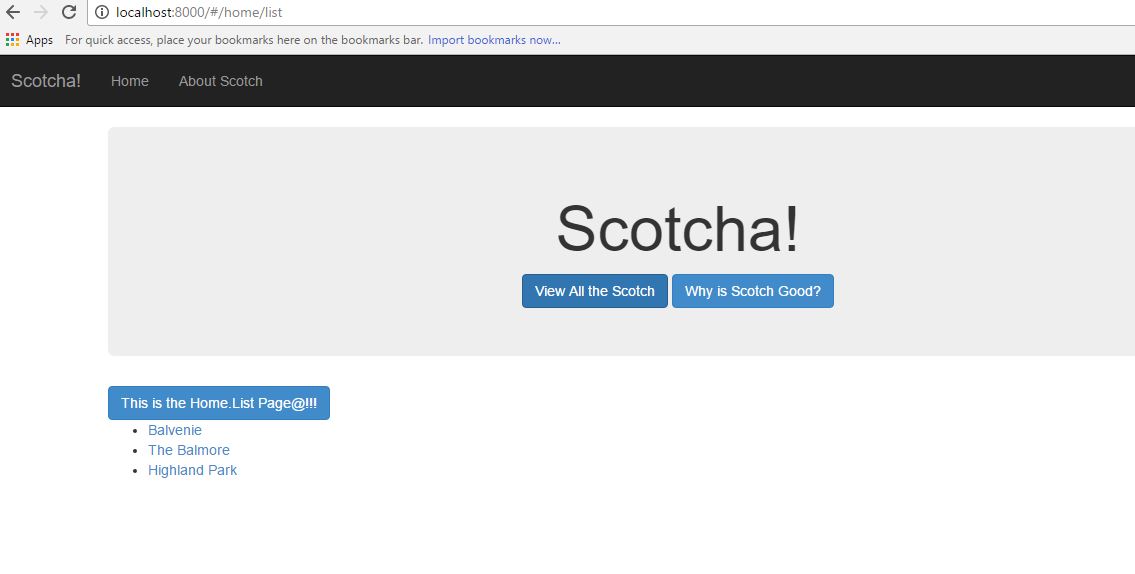 localhost:8000/#/home/list
Apps For quick access, place your bookmarks here on the bookmarks bar. Import bookmarks now...
Scotcha! Home About Scotch
Scotcha!
View All the Scotch Why is Scotch Good?
This is the Home.List Page@!!!
Balvenie
The Balmore
Highland Park